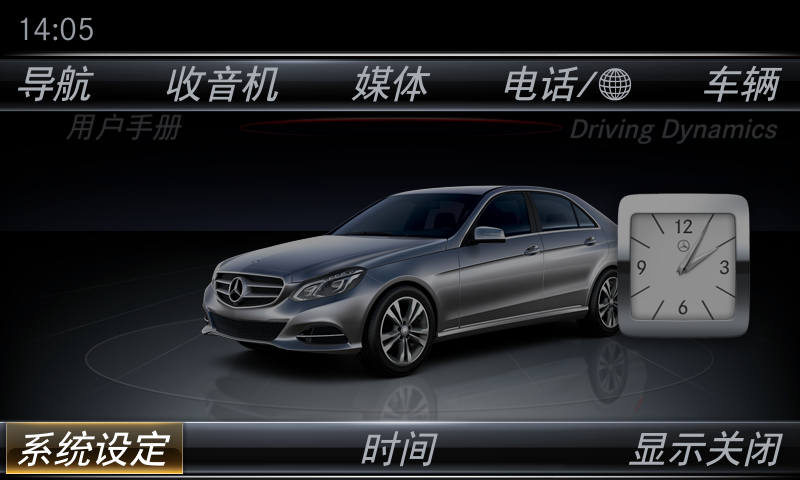 14:05
导航 收音机 媒体 电话/ 车辆
用户手册 Driving Dynamics
12
9 3
6
系统设定 时间 显示关闭